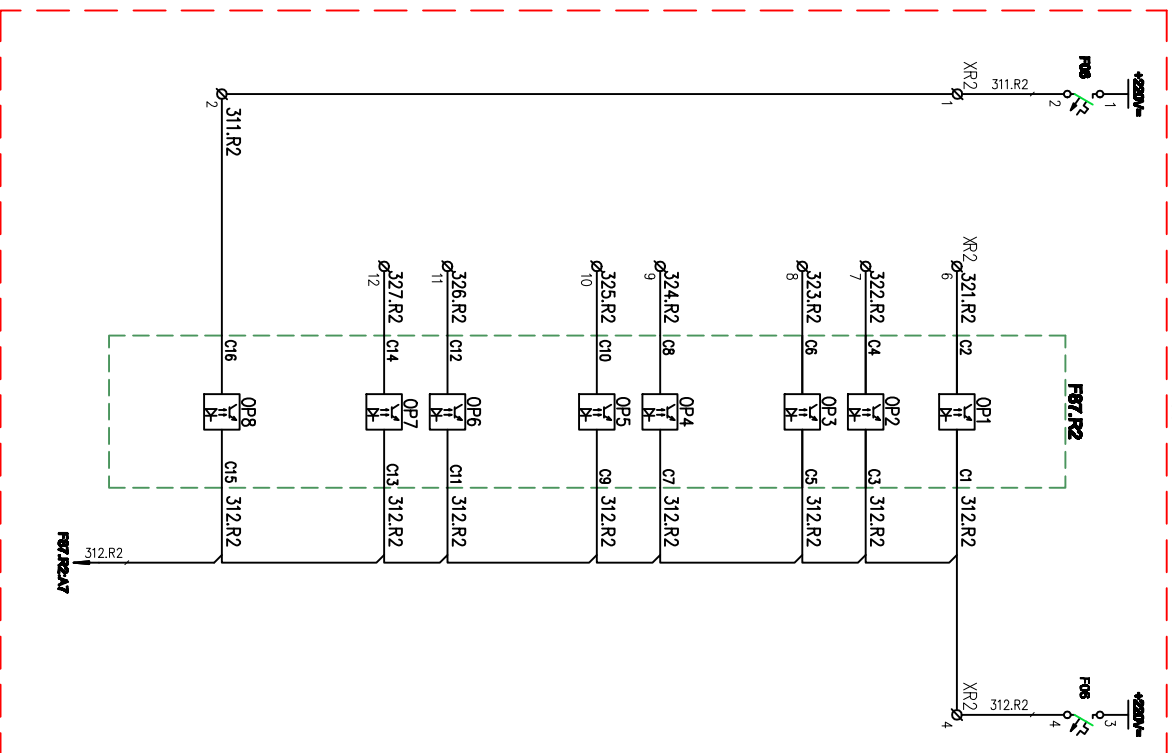 +220V=
+220V=
1
3
F06
F06
2
4
F87.R2
311.R2
312.R2
XR2
XR2
XR2
1
6
321.R2
C2
OP1
C1
312.R2
4
7
322.R2
C4
OP2
C3
312.R2
8
323.R2
C6
OP3
C5
312.R2
9
324.R2
C8
OP4
C7
312.R2
10
325.R2
C10
OP5
C9
312.R2
11
326.R2
C12
OP6
C11
312.R2
12
327.R2
C14
OP7
C13
312.R2
2
311.R2
C16
OP8
C15
312.R2
312.R2
F87.R2:A7